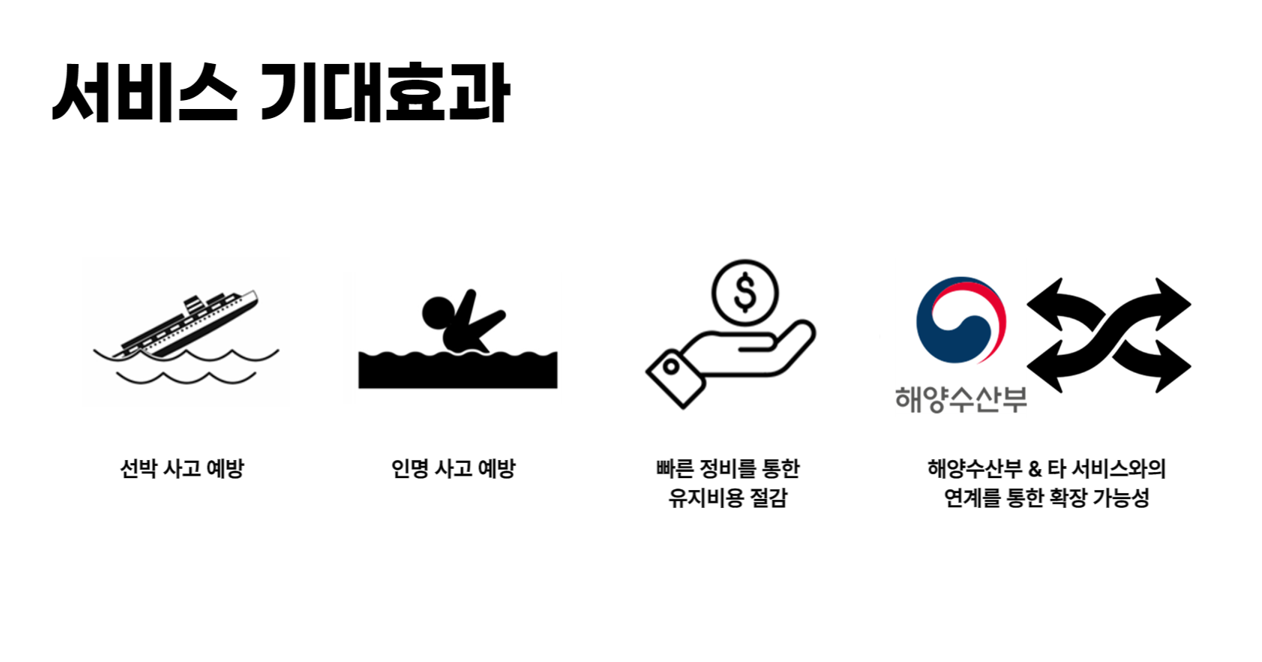 서비스 기대효과
해양수산부
선박 사고 예방
인명 사고 예방
빠른 정비를 통한
유지비용 절감
해양수산부 & 타 서비스와의
연계를 통한 확장 가능성